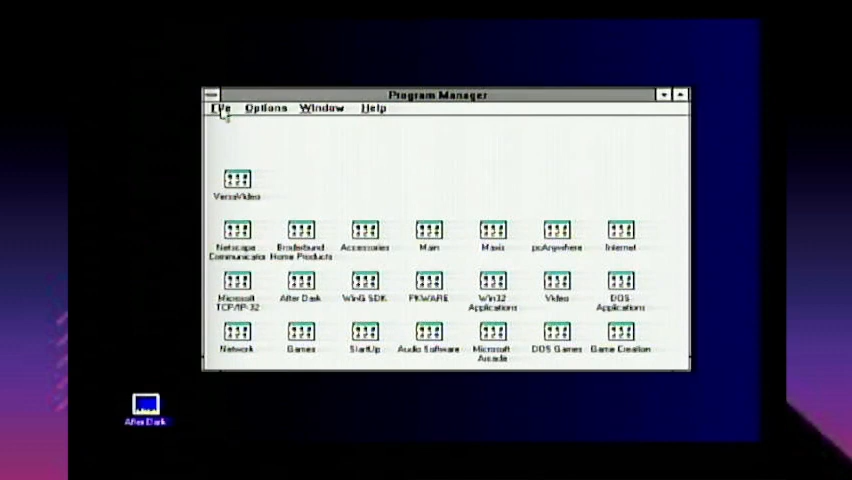 Program Manager
File Options Window Help
VersaVideo
Netscape Communicator
Broderbund Home Products
Accessories
Main
Maxis
pcAnywhere
Internet
Microsoft TCP/IP-32
After Dark
WinG SDK
PKWARE
Win32 Applications
Video
DOS Applications
Network
Games
StartUp
Audio Software
Microsoft Arcade
DOS Games
Game Creation
After Dark